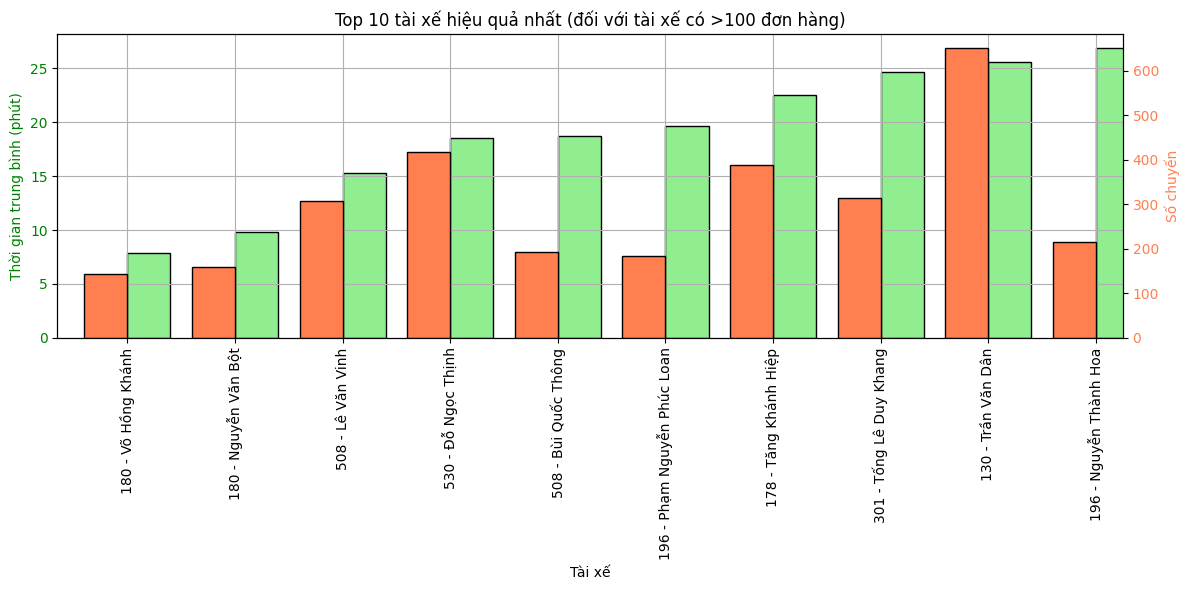 Top 10 tài xế hiệu quả nhất (đối với tài xế có >100 đơn hàng)
Thời gian trung bình (phút)
25
20
15
10
5
0
600
500
400
300
200
100
0
Số chuyến
180 - Võ Hồng Khánh
180 - Nguyễn Văn Bột
508 - Lê Văn Vinh
530 - Đỗ Ngọc Thịnh
508 - Bùi Quốc Thông
196 - Phạm Nguyễn Phúc Loan
178 - Tăng Khánh Hiệp
301 - Tống Lê Duy Khang
130 - Trần Văn Dân
196 - Nguyễn Thành Hoa
Tài xế